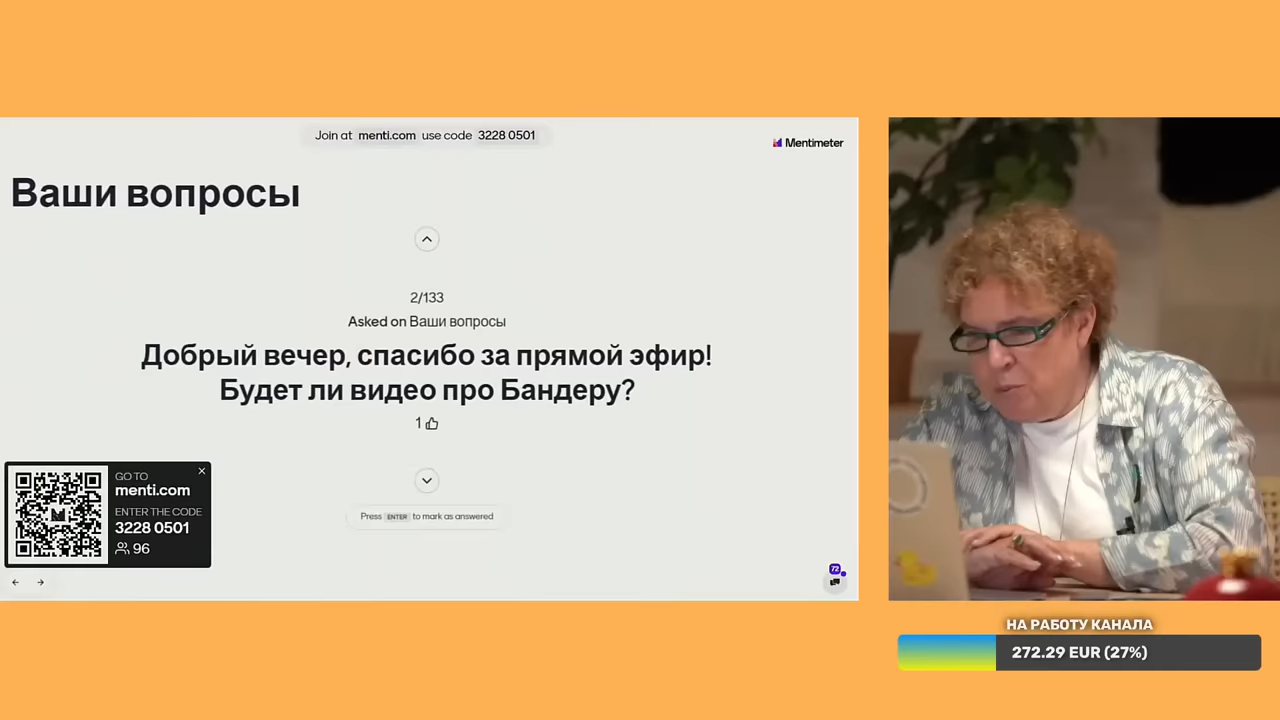 Join at menti.com use code 3228 0501
Mentimeter
Ваши вопросы
2/133
Asked on Ваши вопросы
Добрый вечер, спасибо за прямой эфир!
Будет ли видео про Бандеру?
1
Press ENTER to mark as answered
GO TO
menti.com
ENTER THE CODE
3228 0501
96
72
НА РАБОТУ КАНАЛА
272.29 EUR (27%)